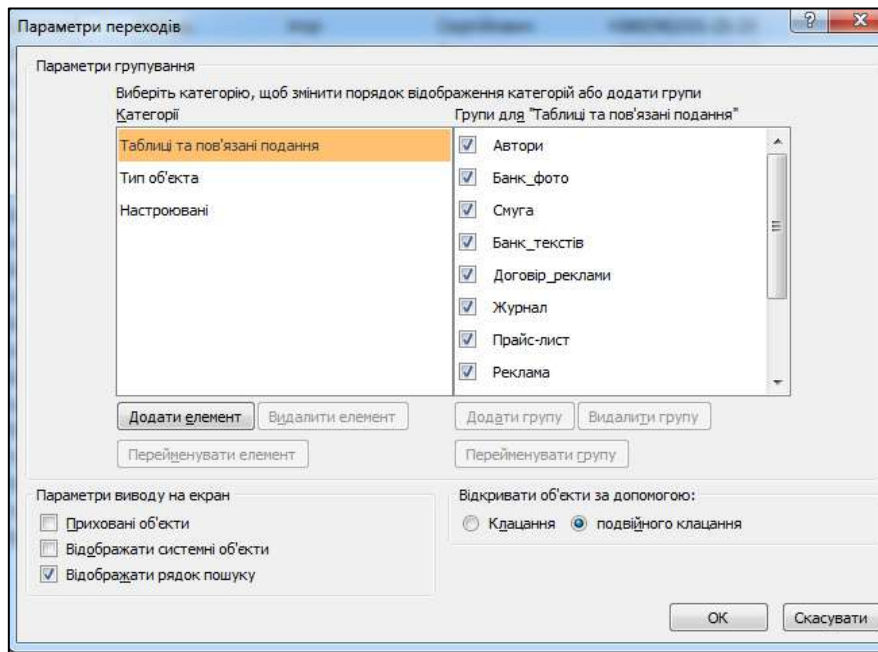 Параметри переходів
Параметри групування
Виберіть категорію, щоб змінити порядок відображення категорій або додати групи
Категорії
Групи для "Таблиці та пов'язані подання"
Таблиці та пов'язані подання
Тип об'єкта
Настроювані
Автори
Банк_фото
Смуга
Банк_текстів
Договір_реклами
Журнал
Прайс-лист
Реклама
Додати елемент Видалити елемент Додати групу Видалити групу
Перейменувати елемент Перейменувати групу
Параметри виводу на екран
Приховані об'єкти
Відображати системні об'єкти
Відображати рядок пошуку
Відкривати об'єкти за допомогою:
Клацання подвійного клацання
ОК Скасувати